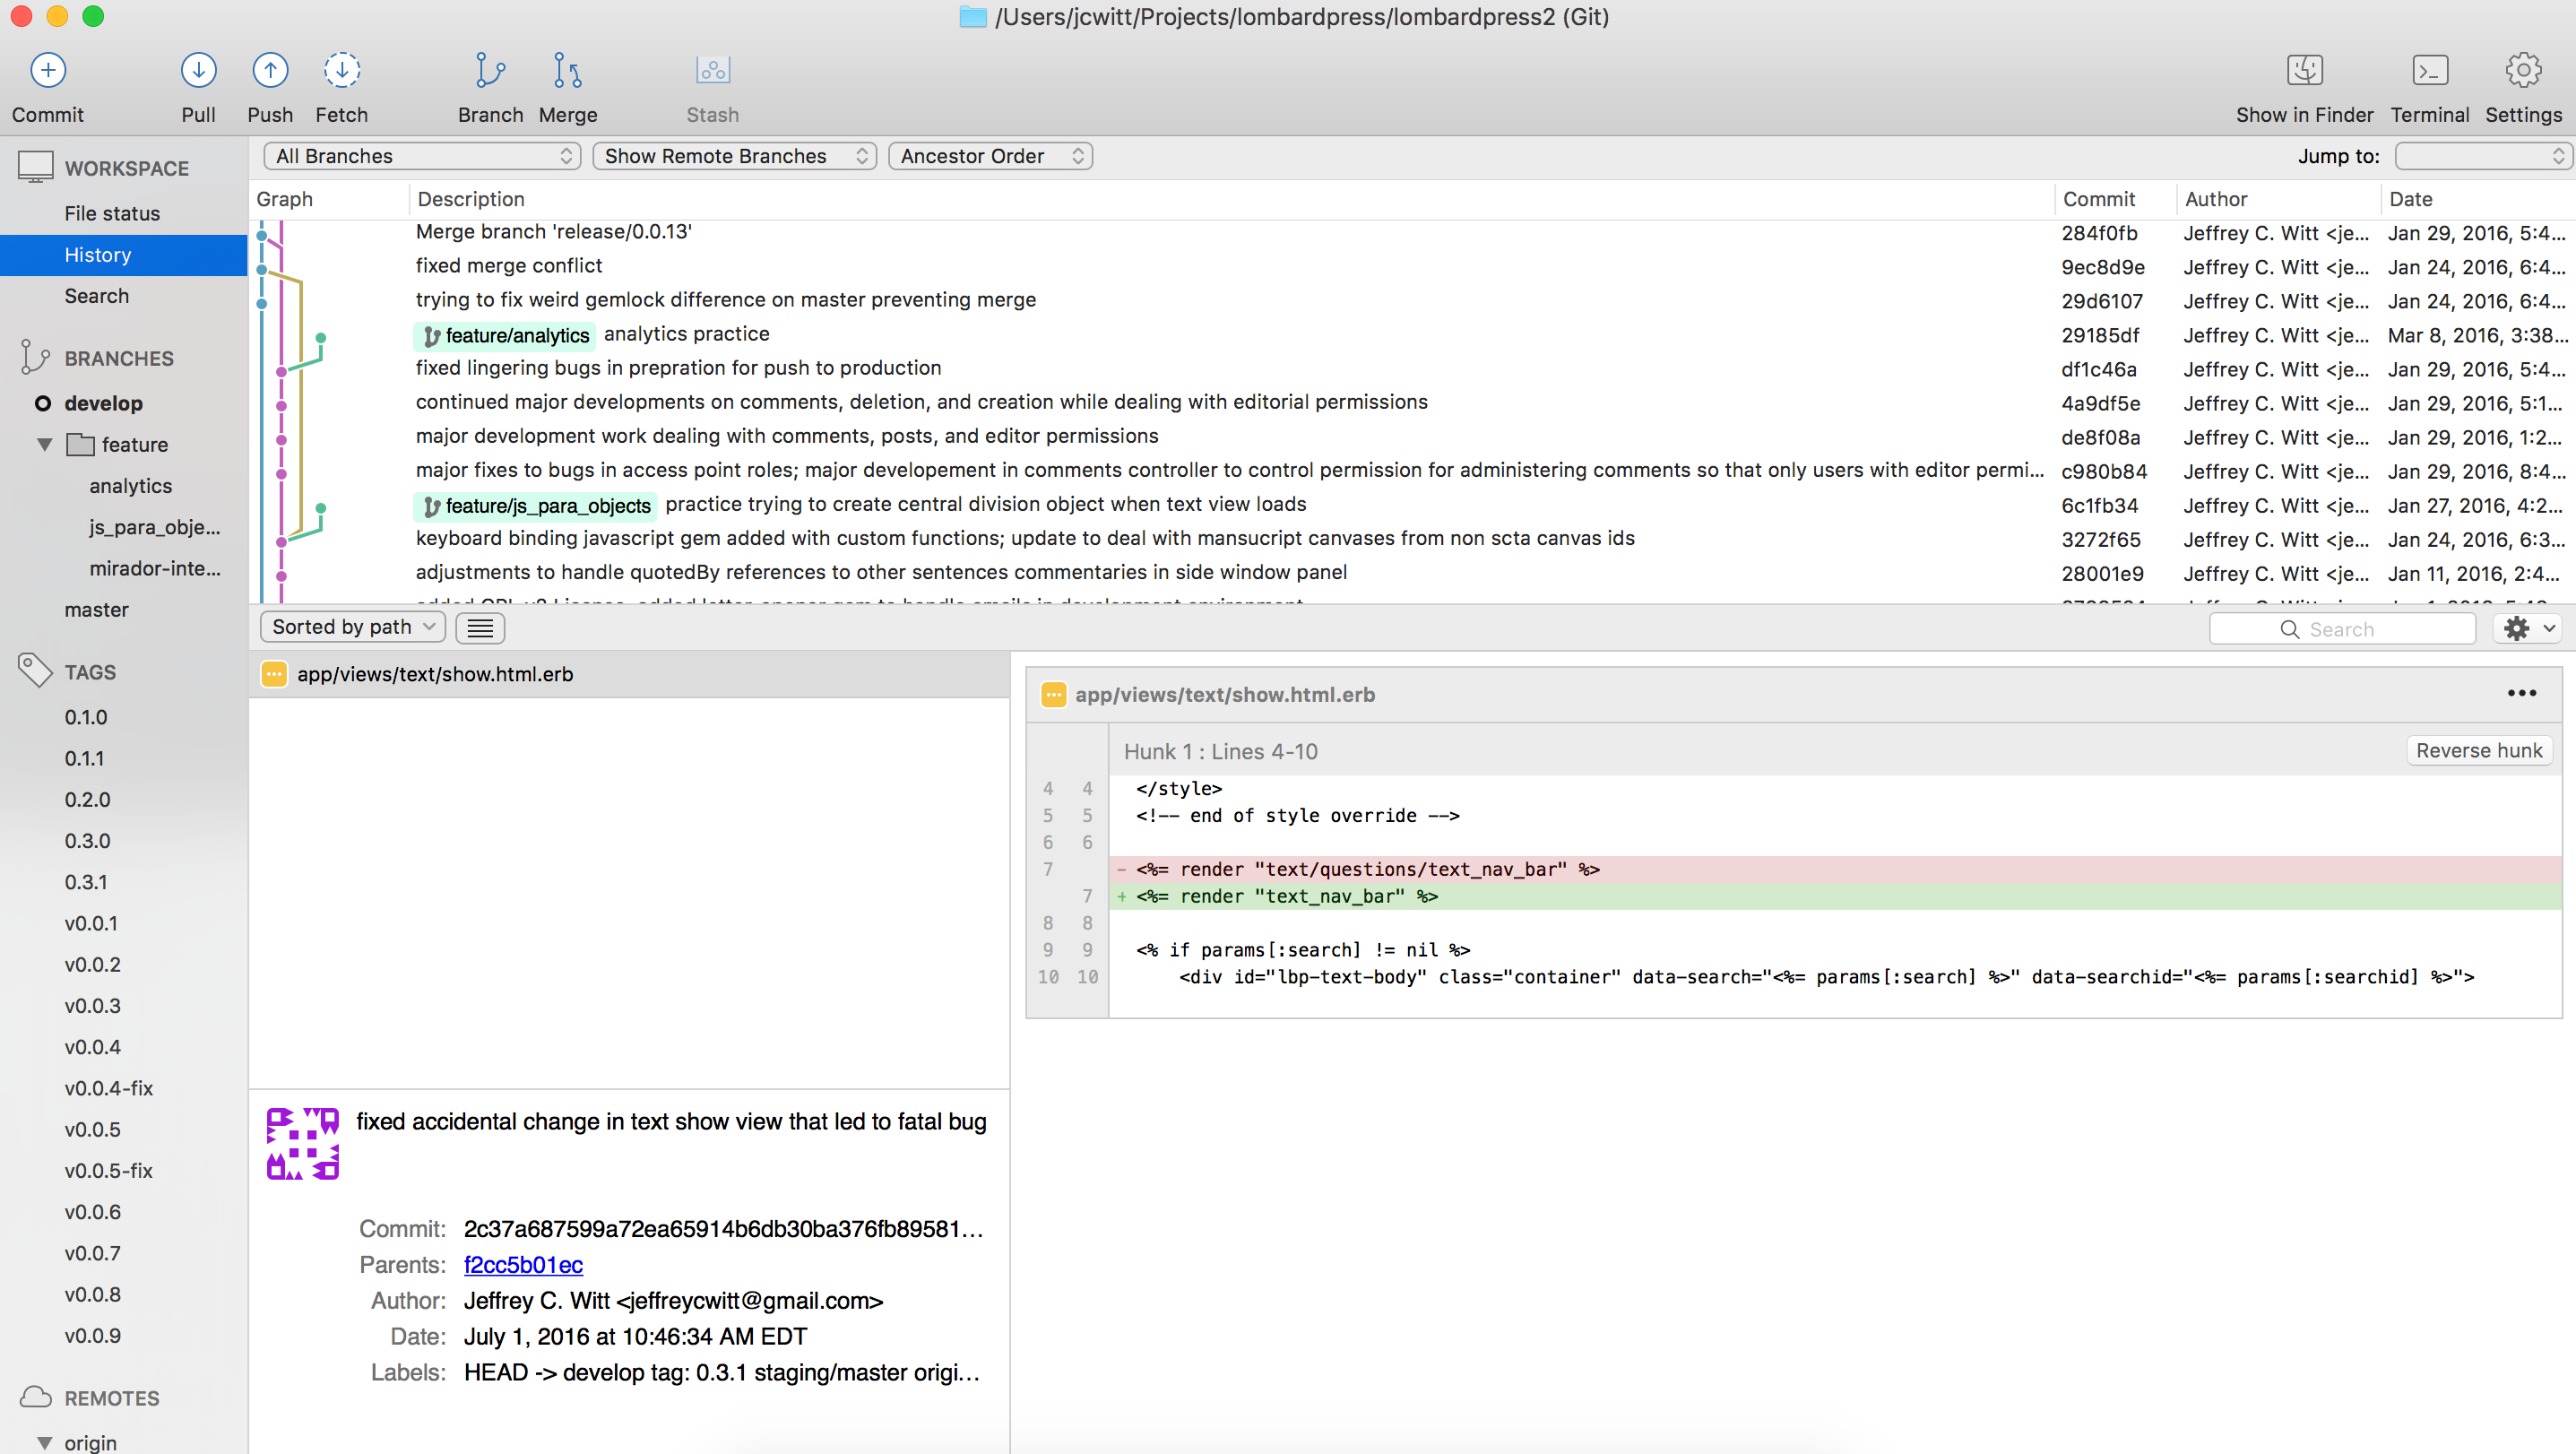 /Users/jcwitt/Projects/lombardpress/lombardpress2 (Git)
Commit Pull Push Fetch Branch Merge Stash Show in Finder Terminal Settings
WORKSPACE
File status
History
Search
BRANCHES
develop
feature
analytics
js_para_obje...
mirador-inte...
master
TAGS
0.1.0
0.1.1
0.2.0
0.3.0
0.3.1
v0.0.1
v0.0.2
v0.0.3
v0.0.4
v0.0.4-fix
v0.0.5
v0.0.5-fix
v0.0.6
v0.0.7
v0.0.8
v0.0.9
REMOTES
origin
All Branches Show Remote Branches Ancestor Order Jump to:
Graph Description Commit Author Date
Merge branch 'release/0.0.13' 284f0fb Jeffrey C. Witt <je... Jan 29, 2016, 5:4...
fixed merge conflict 9ec8d9e Jeffrey C. Witt <je... Jan 24, 2016, 6:4...
trying to fix weird gemlock difference on master preventing merge 29d6107 Jeffrey C. Witt <je... Jan 24, 2016, 6:4...
feature/analytics analytics practice 29185df Jeffrey C. Witt <je... Mar 8, 2016, 3:38...
fixed lingering bugs in prepration for push to production df1c46a Jeffrey C. Witt <je... Jan 29, 2016, 5:4...
continued major developments on comments, deletion, and creation while dealing with editorial permissions 4a9df5e Jeffrey C. Witt <je... Jan 29, 2016, 5:1...
major development work dealing with comments, posts, and editor permissions de8f08a Jeffrey C. Witt <je... Jan 29, 2016, 1:2...
major fixes to bugs in access point roles; major developement in comments controller to control permission for administering comments so that only users with editor permi... c980b84 Jeffrey C. Witt <je... Jan 29, 2016, 8:4...
feature/js_para_objects practice trying to create central division object when text view loads 6c1fb34 Jeffrey C. Witt <je... Jan 27, 2016, 4:2...
keyboard binding javascript gem added with custom functions; update to deal with mansucript canvases from non scta canvas ids 3272f65 Jeffrey C. Witt <je... Jan 24, 2016, 6:3...
adjustments to handle quotedBy references to other sentences commentaries in side window panel 28001e9 Jeffrey C. Witt <je... Jan 11, 2016, 2:4...
Sorted by path Search
app/views/text/show.html.erb
fixed accidental change in text show view that led to fatal bug
Commit: 2c37a687599a72ea65914b6db30ba376fb89581...
Parents: f2cc5b01ec
Author: Jeffrey C. Witt <jeffreycwitt@gmail.com>
Date: July 1, 2016 at 10:46:34 AM EDT
Labels: HEAD -> develop tag: 0.3.1 staging/master origi...
app/views/text/show.html.erb
Hunk 1 : Lines 4-10 Reverse hunk
4 4 </style>
5 5 <!-- end of style override -->
6 6
7 - <%= render "text/questions/text_nav_bar" %>
7 + <%= render "text_nav_bar" %>
8 8
9 9 <% if params[:search] != nil %>
10 10 <div id="lbp-text-body" class="container" data-search="<%= params[:search] %>" data-searchid="<%= params[:searchid] %>">